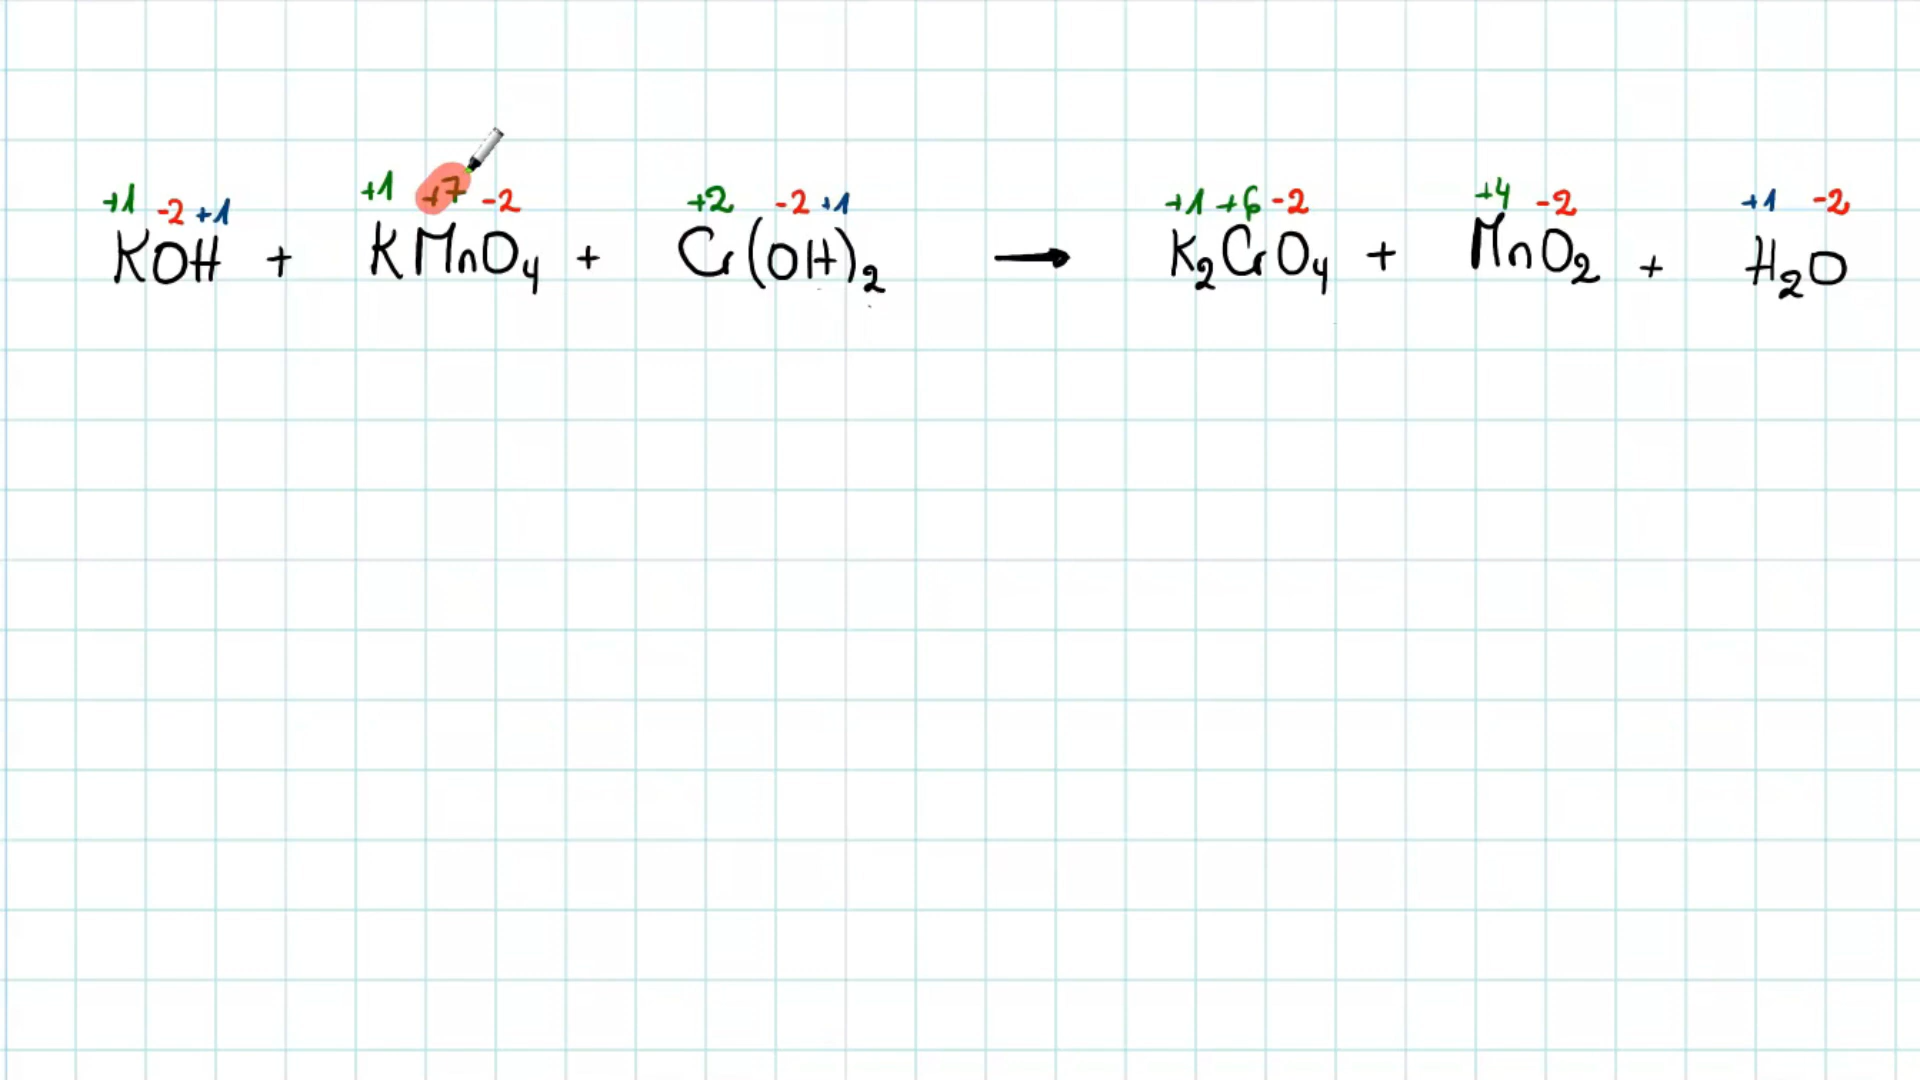 +1 -2 +1 +1 +7 -2 +2 -2 +1 +1 +6 -2 +4 -2 +1 -2
KOH + KMnO₄ + Cr(OH)₂ → K₂CrO₄ + MnO₂ + H₂O